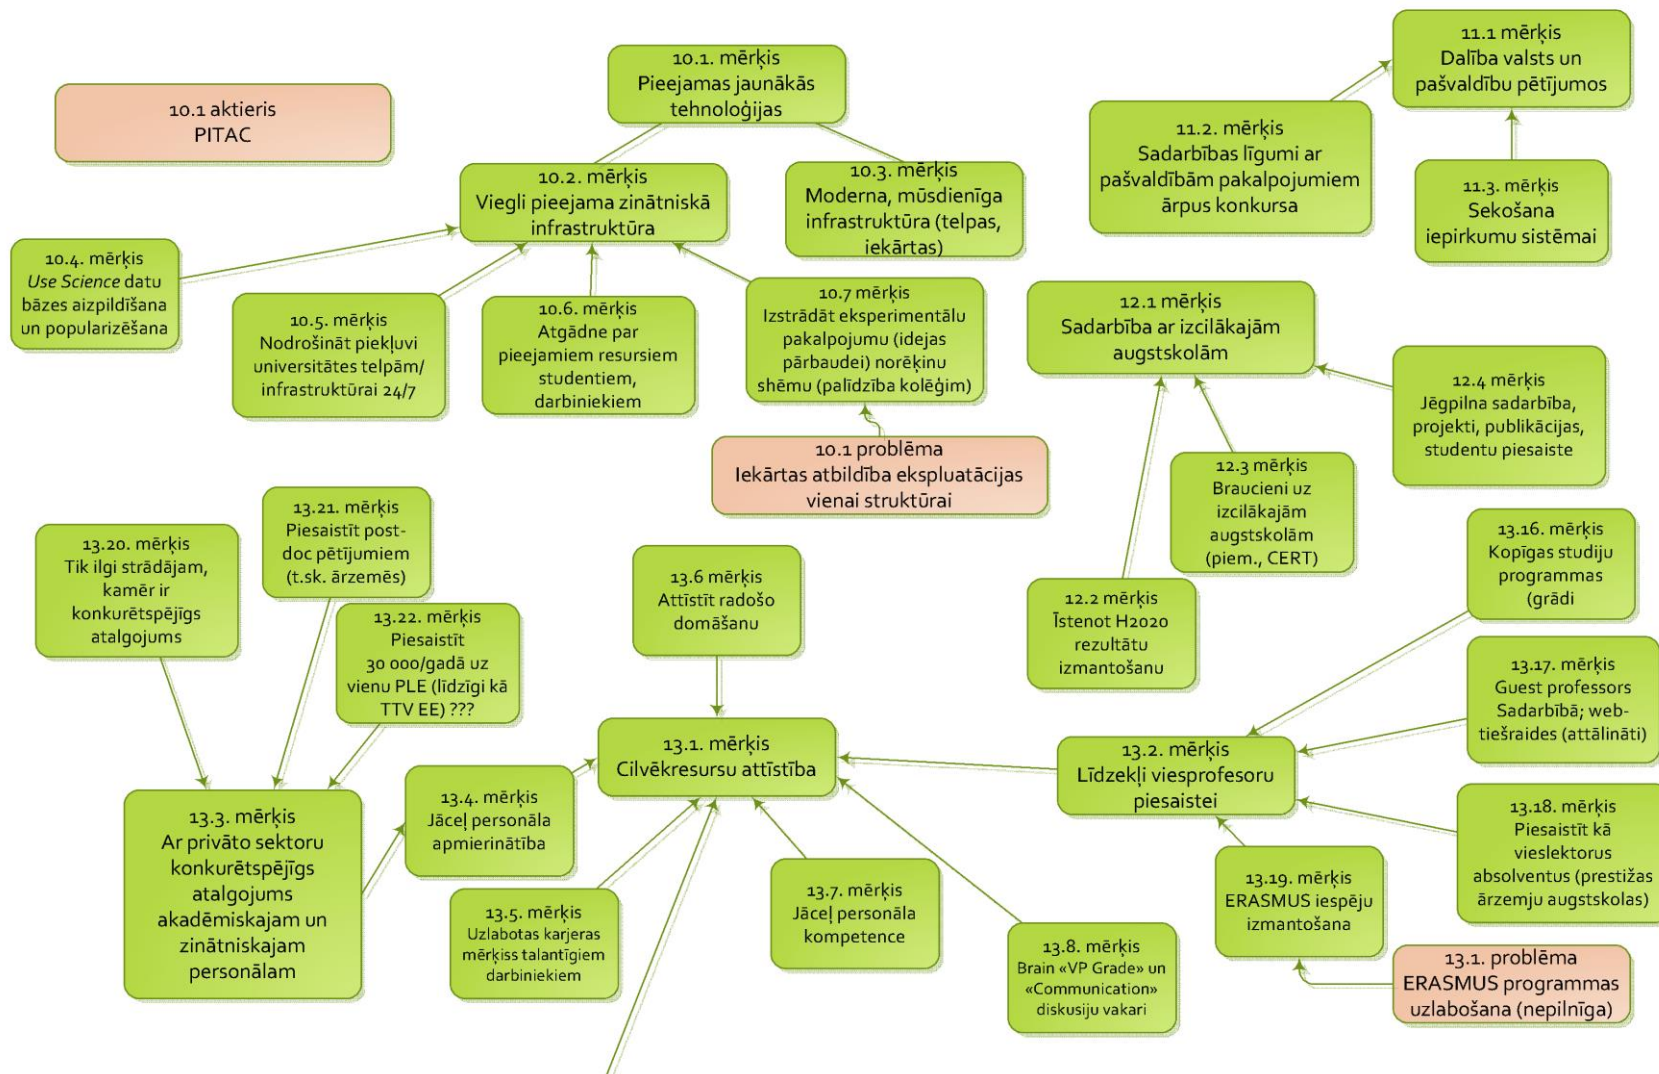 10.1 aktieris
PITAC
10.1. mērķis
Pieejamas jaunākās
tehnoloģijas
11.1 mērķis
Dalība valsts un
pašvaldību pētījumos
11.2. mērķis
Sadarbības līgumi ar
pašvaldībām pakalpojumiem
ārpus konkursa
11.3. mērķis
Sekošana
iepirkumu sistēmai
10.2. mērķis
Viegli pieejama zinātniskā
infrastruktūra
10.3. mērķis
Moderna, mūsdienīga
infrastruktūra (telpas,
iekārtas)
10.4. mērķis
Use Science datu
bāzes aizpildīšana
un popularizēšana
10.5. mērķis
Nodrošināt piekļuvi
universitātes telpām/
infrastruktūrai 24/7
10.6. mērķis
Atgādne par
pieejamiem resursiem
studentiem,
darbiniekiem
10.7 mērķis
Izstrādāt eksperimentālu
pakalpojumu (idejas
pārbaudei) norēķinu
shēmu (palīdzība kolēģim)
10.1 problēma
Iekārtas atbildība ekspluatācijas
vienai struktūrai
12.1 mērķis
Sadarbība ar izcilākajām
augstskolām
12.4 mērķis
Jēgpilna sadarbība,
projekti, publikācijas,
studentu piesaiste
12.3 mērķis
Braucieni uz
izcilākajām
augstskolām
(piem., CERT)
12.2 mērķis
Īstenot H2020
rezultātu
izmantošanu
13.20. mērķis
Tik ilgi strādājam,
kamēr ir
konkurētspējīgs
atalgojums
13.21. mērķis
Piesaistīt post-
doc pētījumiem
(t.sk. ārzemēs)
13.22. mērķis
Piesaistīt
30 000/gadā uz
vienu PLE (līdzīgi kā
TTV EE) ???
13.6 mērķis
Attīstīt radošo
domāšanu
13.16. mērķis
Kopīgas studiju
programmas
(grādi
13.17. mērķis
Guest professors
Sadarbībā; web-
tiešraides (attālināti)
13.1. mērķis
Cilvēkresursu attīstība
13.2. mērķis
Līdzekļi viesprofesoru
piesaistei
13.3. mērķis
Ar privāto sektoru
konkurētspējīgs
atalgojums
akadēmiskajam un
zinātniskajam
personālam
13.4. mērķis
Jāceļ personāla
apmierinātība
13.5. mērķis
Uzlabotas karjeras
mērķiss talantīgiem
darbiniekiem
13.7. mērķis
Jāceļ personāla
kompetence
13.8. mērķis
Brain «VP Grade» un
«Communication»
diskusiju vakari
13.18. mērķis
Piesaistīt kā
vieslektorus
absolventus (prestižas
ārzemju augstskolas)
13.19. mērķis
ERASMUS iespēju
izmantošana
13.1. problēma
ERASMUS programmas
uzlabošana (nepilnīga)